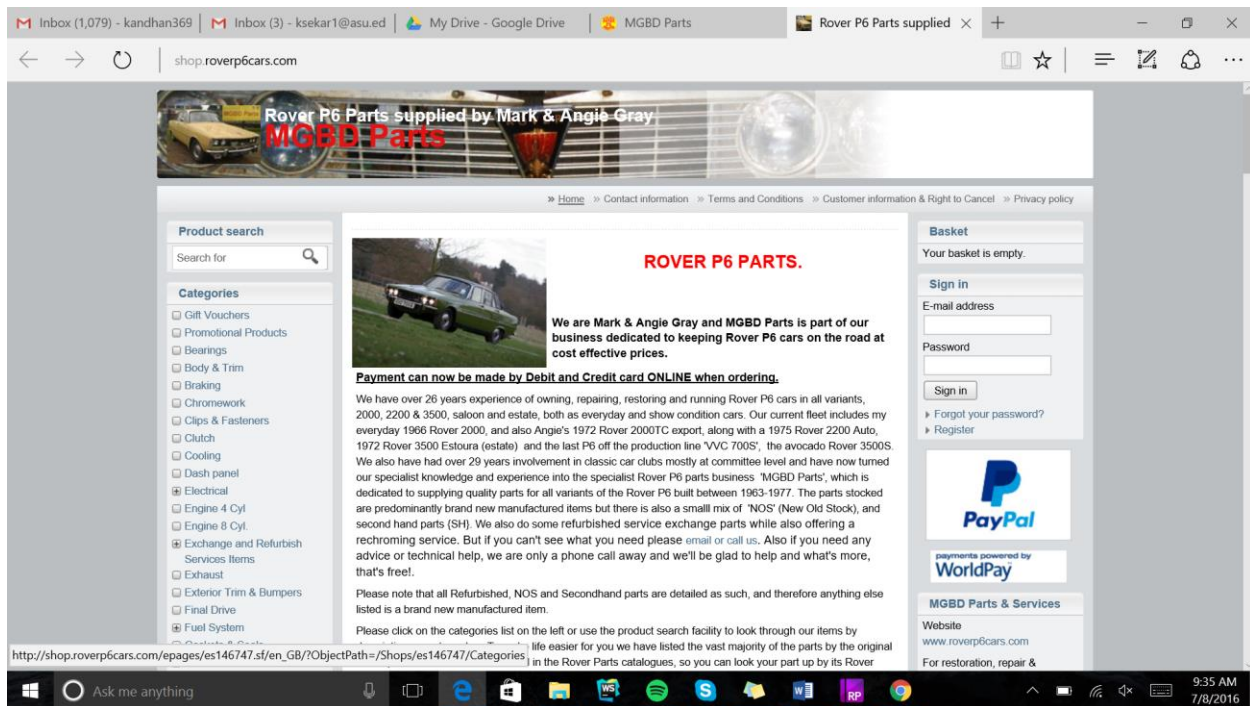 Inbox (1,079) - kandhan369
Inbox (3) - ksekar1@asu.ed
My Drive - Google Drive
MGBD Parts
Rover P6 Parts supplied
shop.roverp6cars.com
Rover P6 Parts supplied by Mark & Angie Gray
MGBD Parts
» Home » Contact information » Terms and Conditions » Customer information & Right to Cancel » Privacy policy
Product search
Search for
Categories
Gift Vouchers
Promotional Products
Bearings
Body & Trim
Braking
Chromework
Clips & Fasteners
Clutch
Cooling
Dash panel
Electrical
Engine 4 Cyl
Engine 8 Cyl.
Exchange and Refurbish
Services Items
Exhaust
Exterior Trim & Bumpers
Final Drive
Fuel System
ROVER P6 PARTS.
We are Mark & Angie Gray and MGBD Parts is part of our
business dedicated to keeping Rover P6 cars on the road at
cost effective prices.
Payment can now be made by Debit and Credit card ONLINE when ordering.
We have over 26 years experience of owning, repairing, restoring and running Rover P6 cars in all variants,
2000, 2200 & 3500, saloon and estate, both as everyday and show condition cars. Our current fleet includes my
everyday 1966 Rover 2000, and also Angie's 1972 Rover 2000TC export, along with a 1975 Rover 2200 Auto,
1972 Rover 3500 Estoura (estate) and the last P6 off the production line 'VVC 700S', the avocado Rover 3500S.
We also have had over 29 years involvement in classic car clubs mostly at committee level and have now turned
our specialist knowledge and experience into the specialist Rover P6 parts business 'MGBD Parts', which is
dedicated to supplying quality parts for all variants of the Rover P6 built between 1963-1977. The parts stocked
are predominantly brand new manufactured items but there is also a smalll mix of 'NOS' (New Old Stock), and
second hand parts (SH). We also do some refurbished service exchange parts while also offering a
rechroming service. But if you can't see what you need please email or call us. Also if you need any
advice or technical help, we are only a phone call away and we'll be glad to help and what's more,
that's free!.
Please note that all Refurbished, NOS and Secondhand parts are detailed as such, and therefore anything else
listed is a brand new manufactured item.
Please click on the categories list on the left or use the product search facility to look through our items by
life easier for you we have listed the vast majority of the parts by the original
in the Rover Parts catalogues, so you can look your part up by its Rover
Basket
Your basket is empty.
Sign in
E-mail address
Password
Sign in
Forgot your password?
Register
PayPal
payments powered by
WorldPay
MGBD Parts & Services
Website
www.roverp6cars.com
For restoration, repair &
http://shop.roverp6cars.com/epages/es146747.sf/en_GB/?ObjectPath=/Shops/es146747/Categories
Ask me anything
9:35 AM
7/8/2016